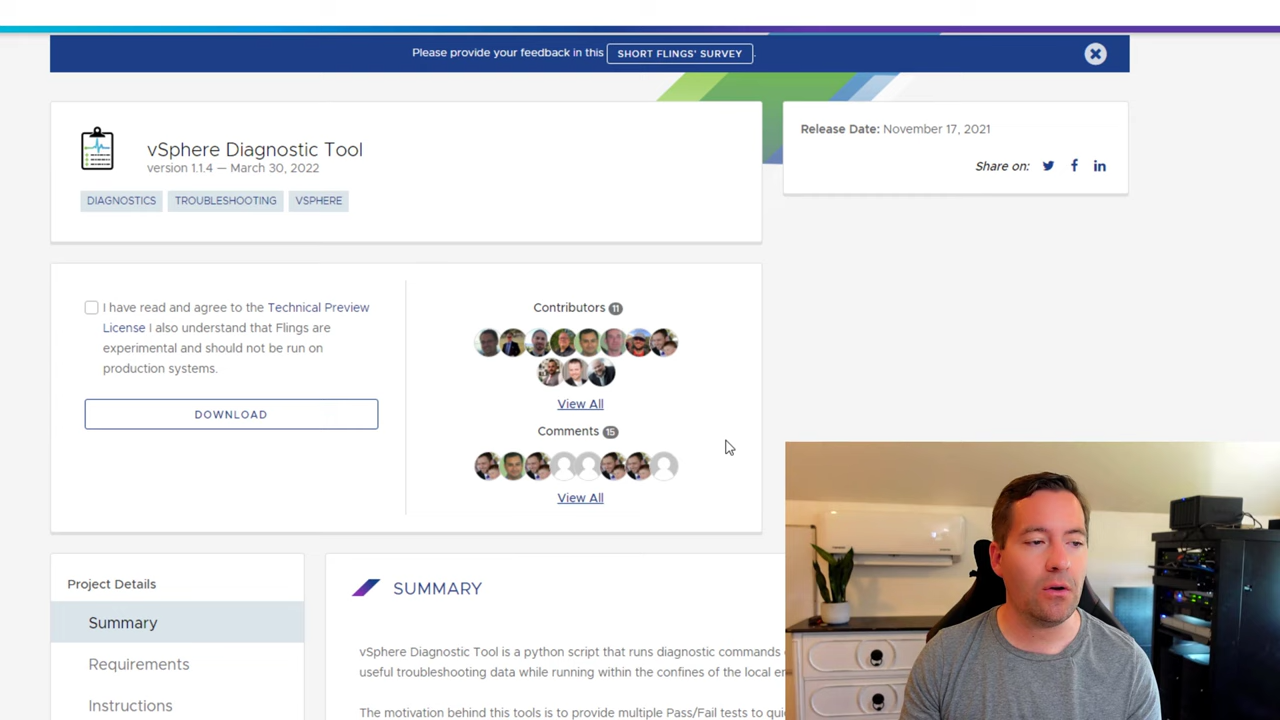 Please provide your feedback in this SHORT FLINGS' SURVEY .
vSphere Diagnostic Tool
version 1.1.4 — March 30, 2022
DIAGNOSTICS TROUBLESHOOTING VSPHERE
Release Date: November 17, 2021
Share on:
I have read and agree to the Technical Preview
License I also understand that Flings are
experimental and should not be run on
production systems.
DOWNLOAD
Contributors 11
View All
Comments 15
View All
Project Details
Summary
Requirements
Instructions
SUMMARY
vSphere Diagnostic Tool is a python script that runs diagnostic commands
useful troubleshooting data while running within the confines of the local
The motivation behind this tools is to provide multiple Pass/Fail tests to